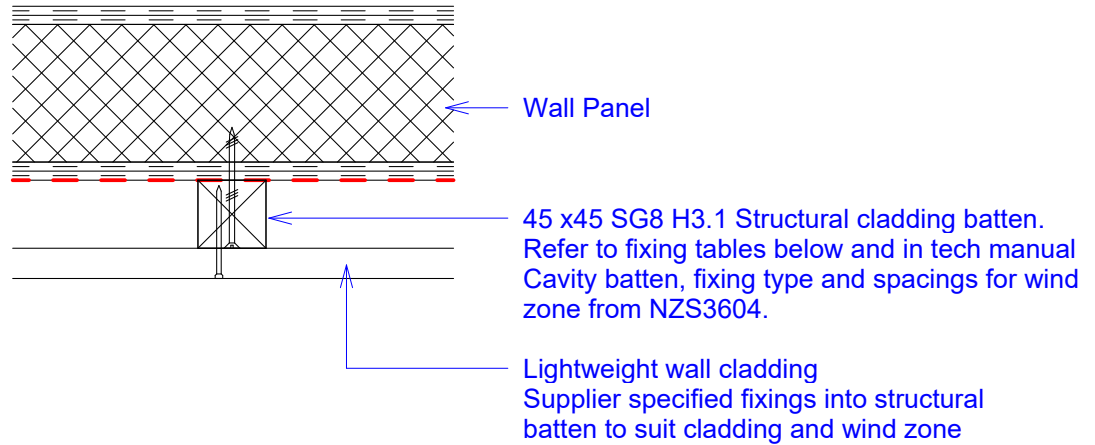 Wall Panel
45 x45 SG8 H3.1 Structural cladding batten.
Refer to fixing tables below and in tech manual
Cavity batten, fixing type and spacings for wind
zone from NZS3604.
Lightweight wall cladding
Supplier specified fixings into structural
batten to suit cladding and wind zone